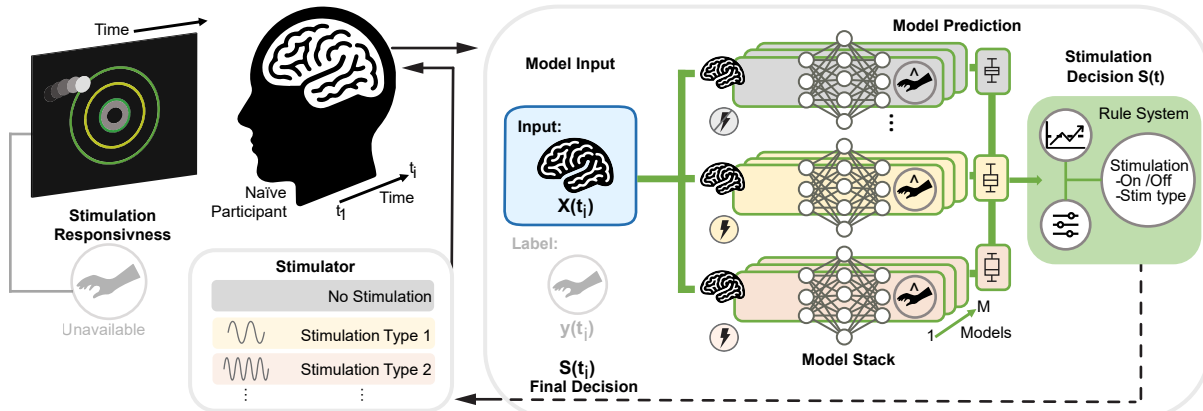 Time
Naïve
Participant
t1
ti
Time
Stimulation
Responsivness
Unavailable
Stimulator
No Stimulation
Stimulation Type 1
Stimulation Type 2
⋮
⋮
Model Input
Input:
X(ti)
Label:
y(ti)
S(ti)
Final Decision
Model Prediction
^
⋮
^
^
Model Stack
1
M
Models
Stimulation
Decision S(t)
Rule System
Stimulation
-On /Off
-Stim type